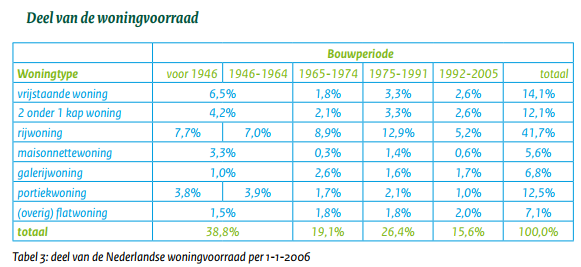 Deel van de woningvoorraad
Bouwperiode
Woningtype voor 1946 1946-1964 1965-1974 1975-1991 1992-2005 totaal
vrijstaande woning 6,5% 1,8% 3,3% 2,6% 14,1%
2 onder 1 kap woning 4,2% 2,1% 3,3% 2,6% 12,1%
rijwoning 7,7% 7,0% 8,9% 12,9% 5,2% 41,7%
maisonnettewoning 3,3% 0,3% 1,4% 0,6% 5,6%
galerijwoning 1,0% 2,6% 1,6% 1,7% 6,8%
portiekwoning 3,8% 3,9% 1,7% 2,1% 1,0% 12,5%
(overig) flatwoning 1,5% 1,8% 1,8% 2,0% 7,1%
totaal 38,8% 19,1% 26,4% 15,6% 100,0%
Tabel 3: deel van de Nederlandse woningvoorraad per 1-1-2006